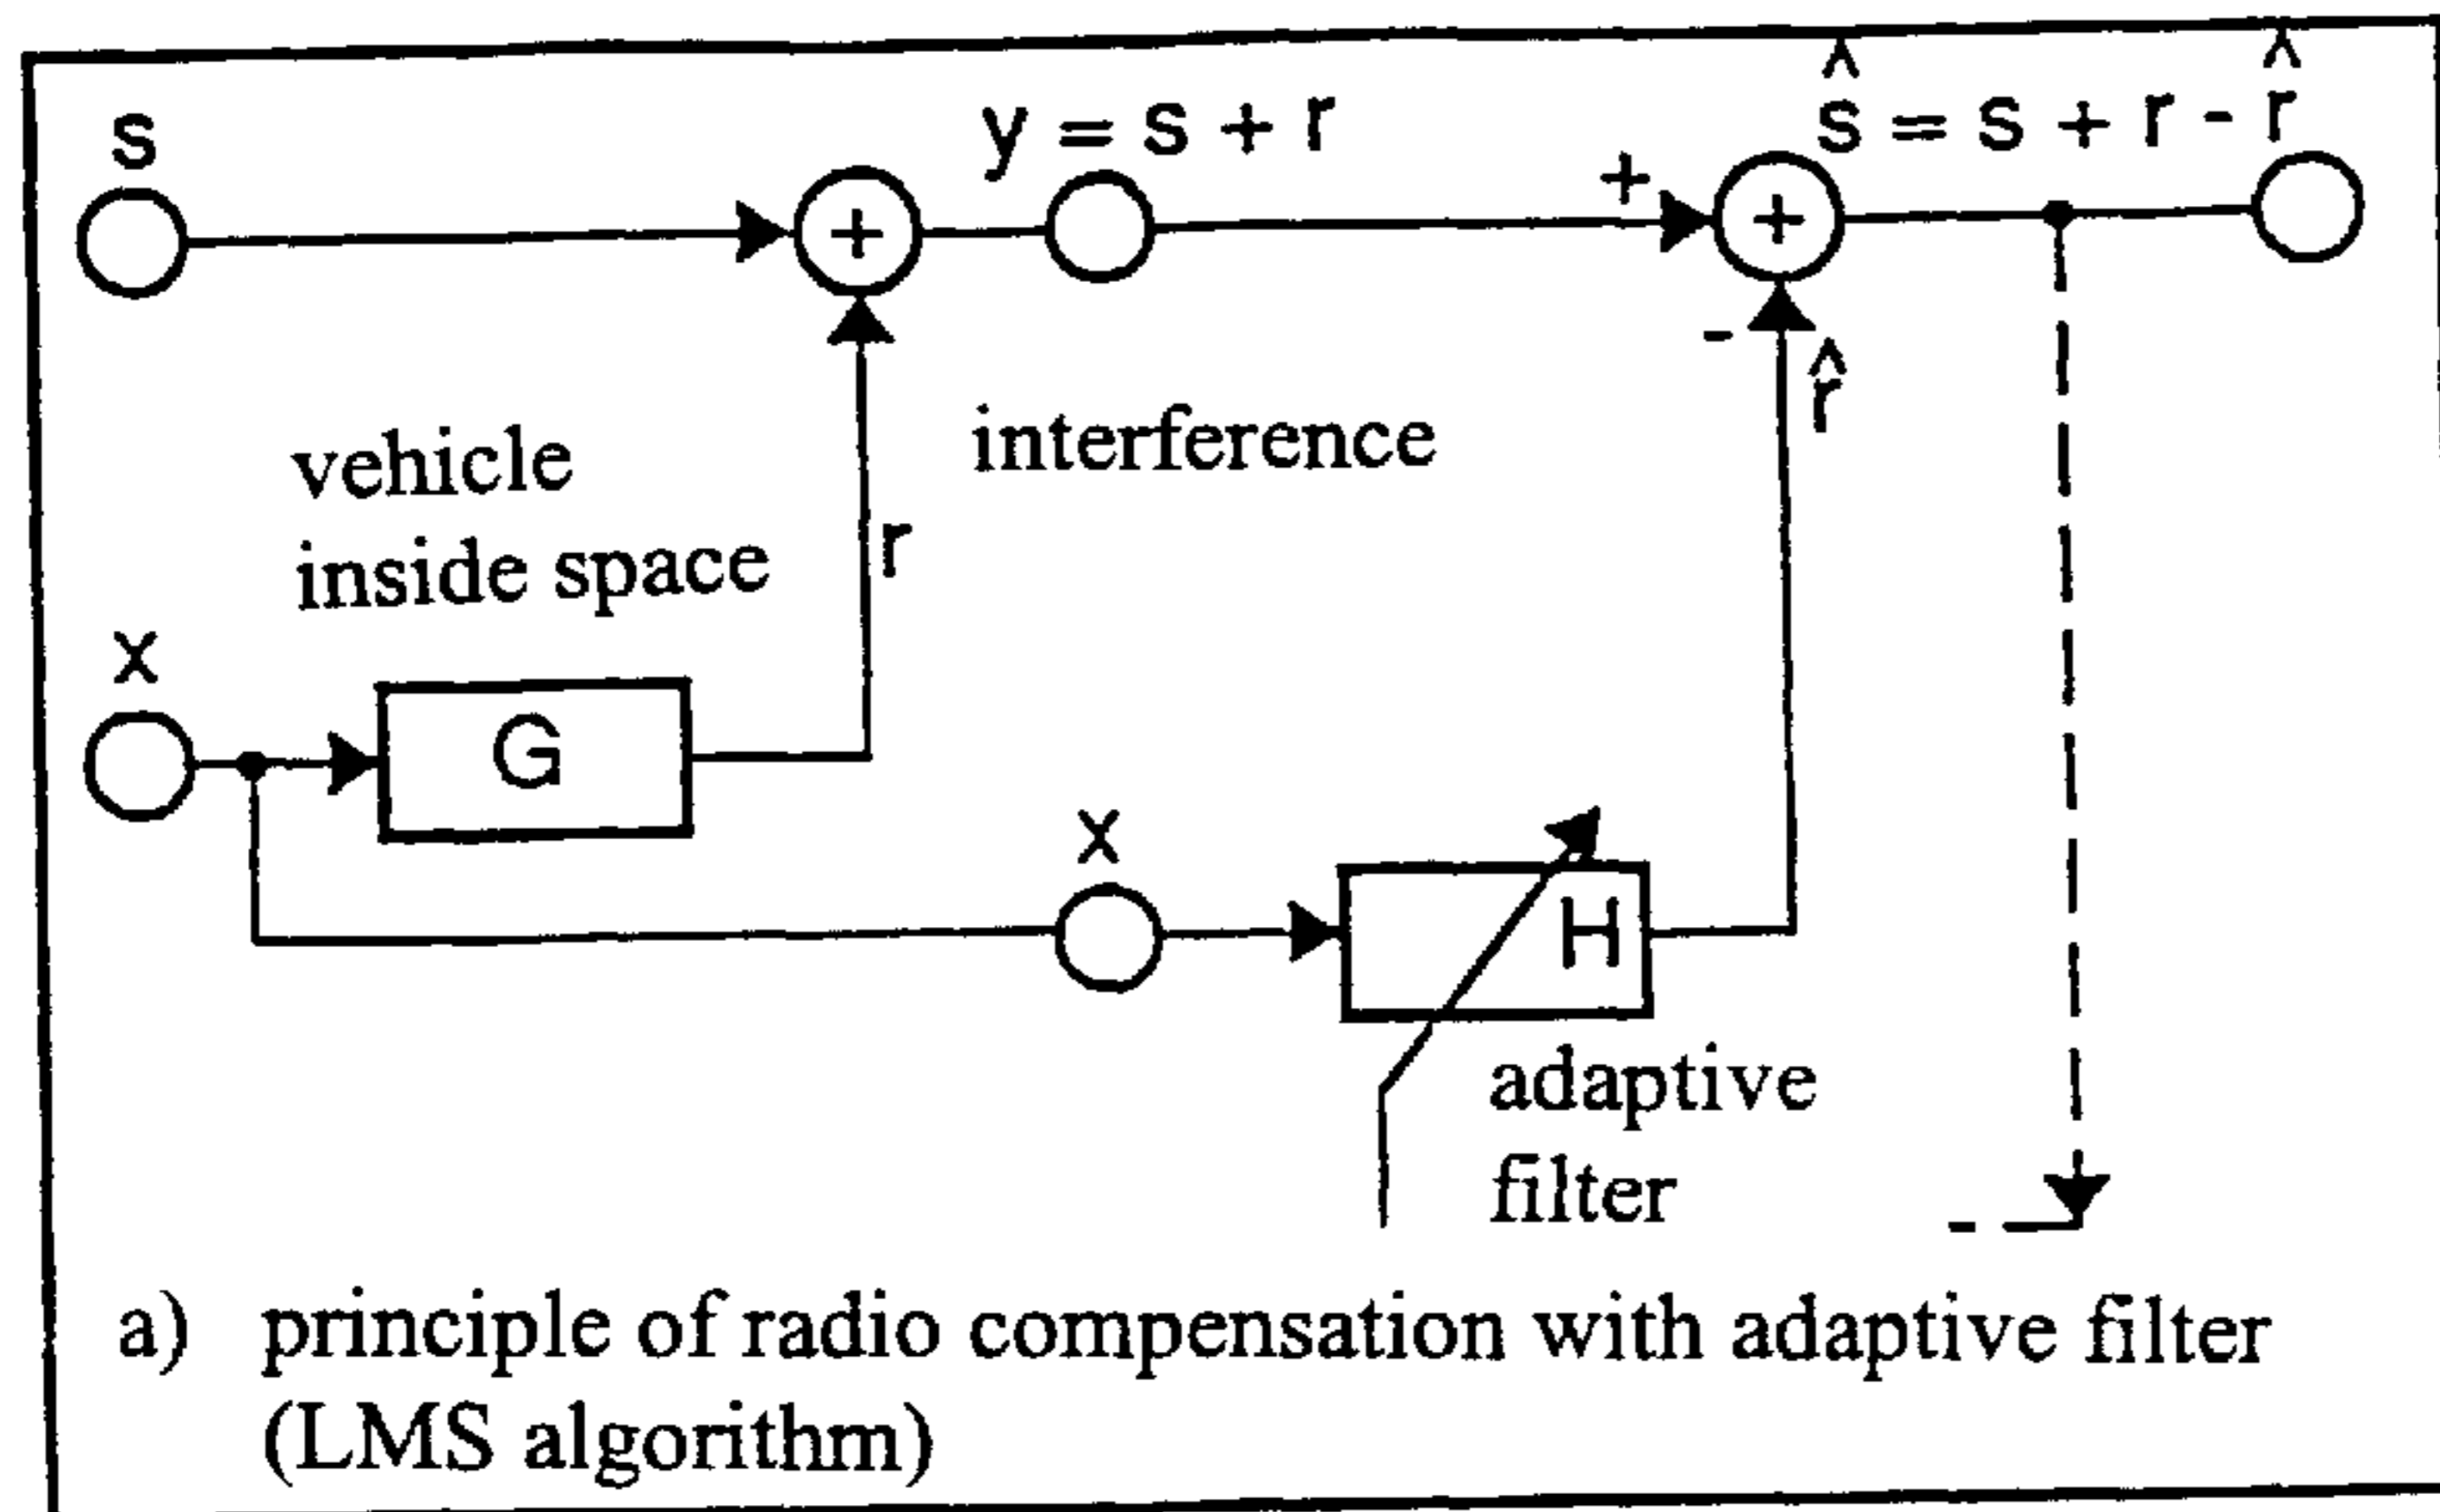 s
y = s + r
ŝ = s + r - r̂
+
+
+
-
r̂
vehicle
inside space
interference
r
x
G
x
H
adaptive
filter
a) principle of radio compensation with adaptive filter
(LMS algorithm)